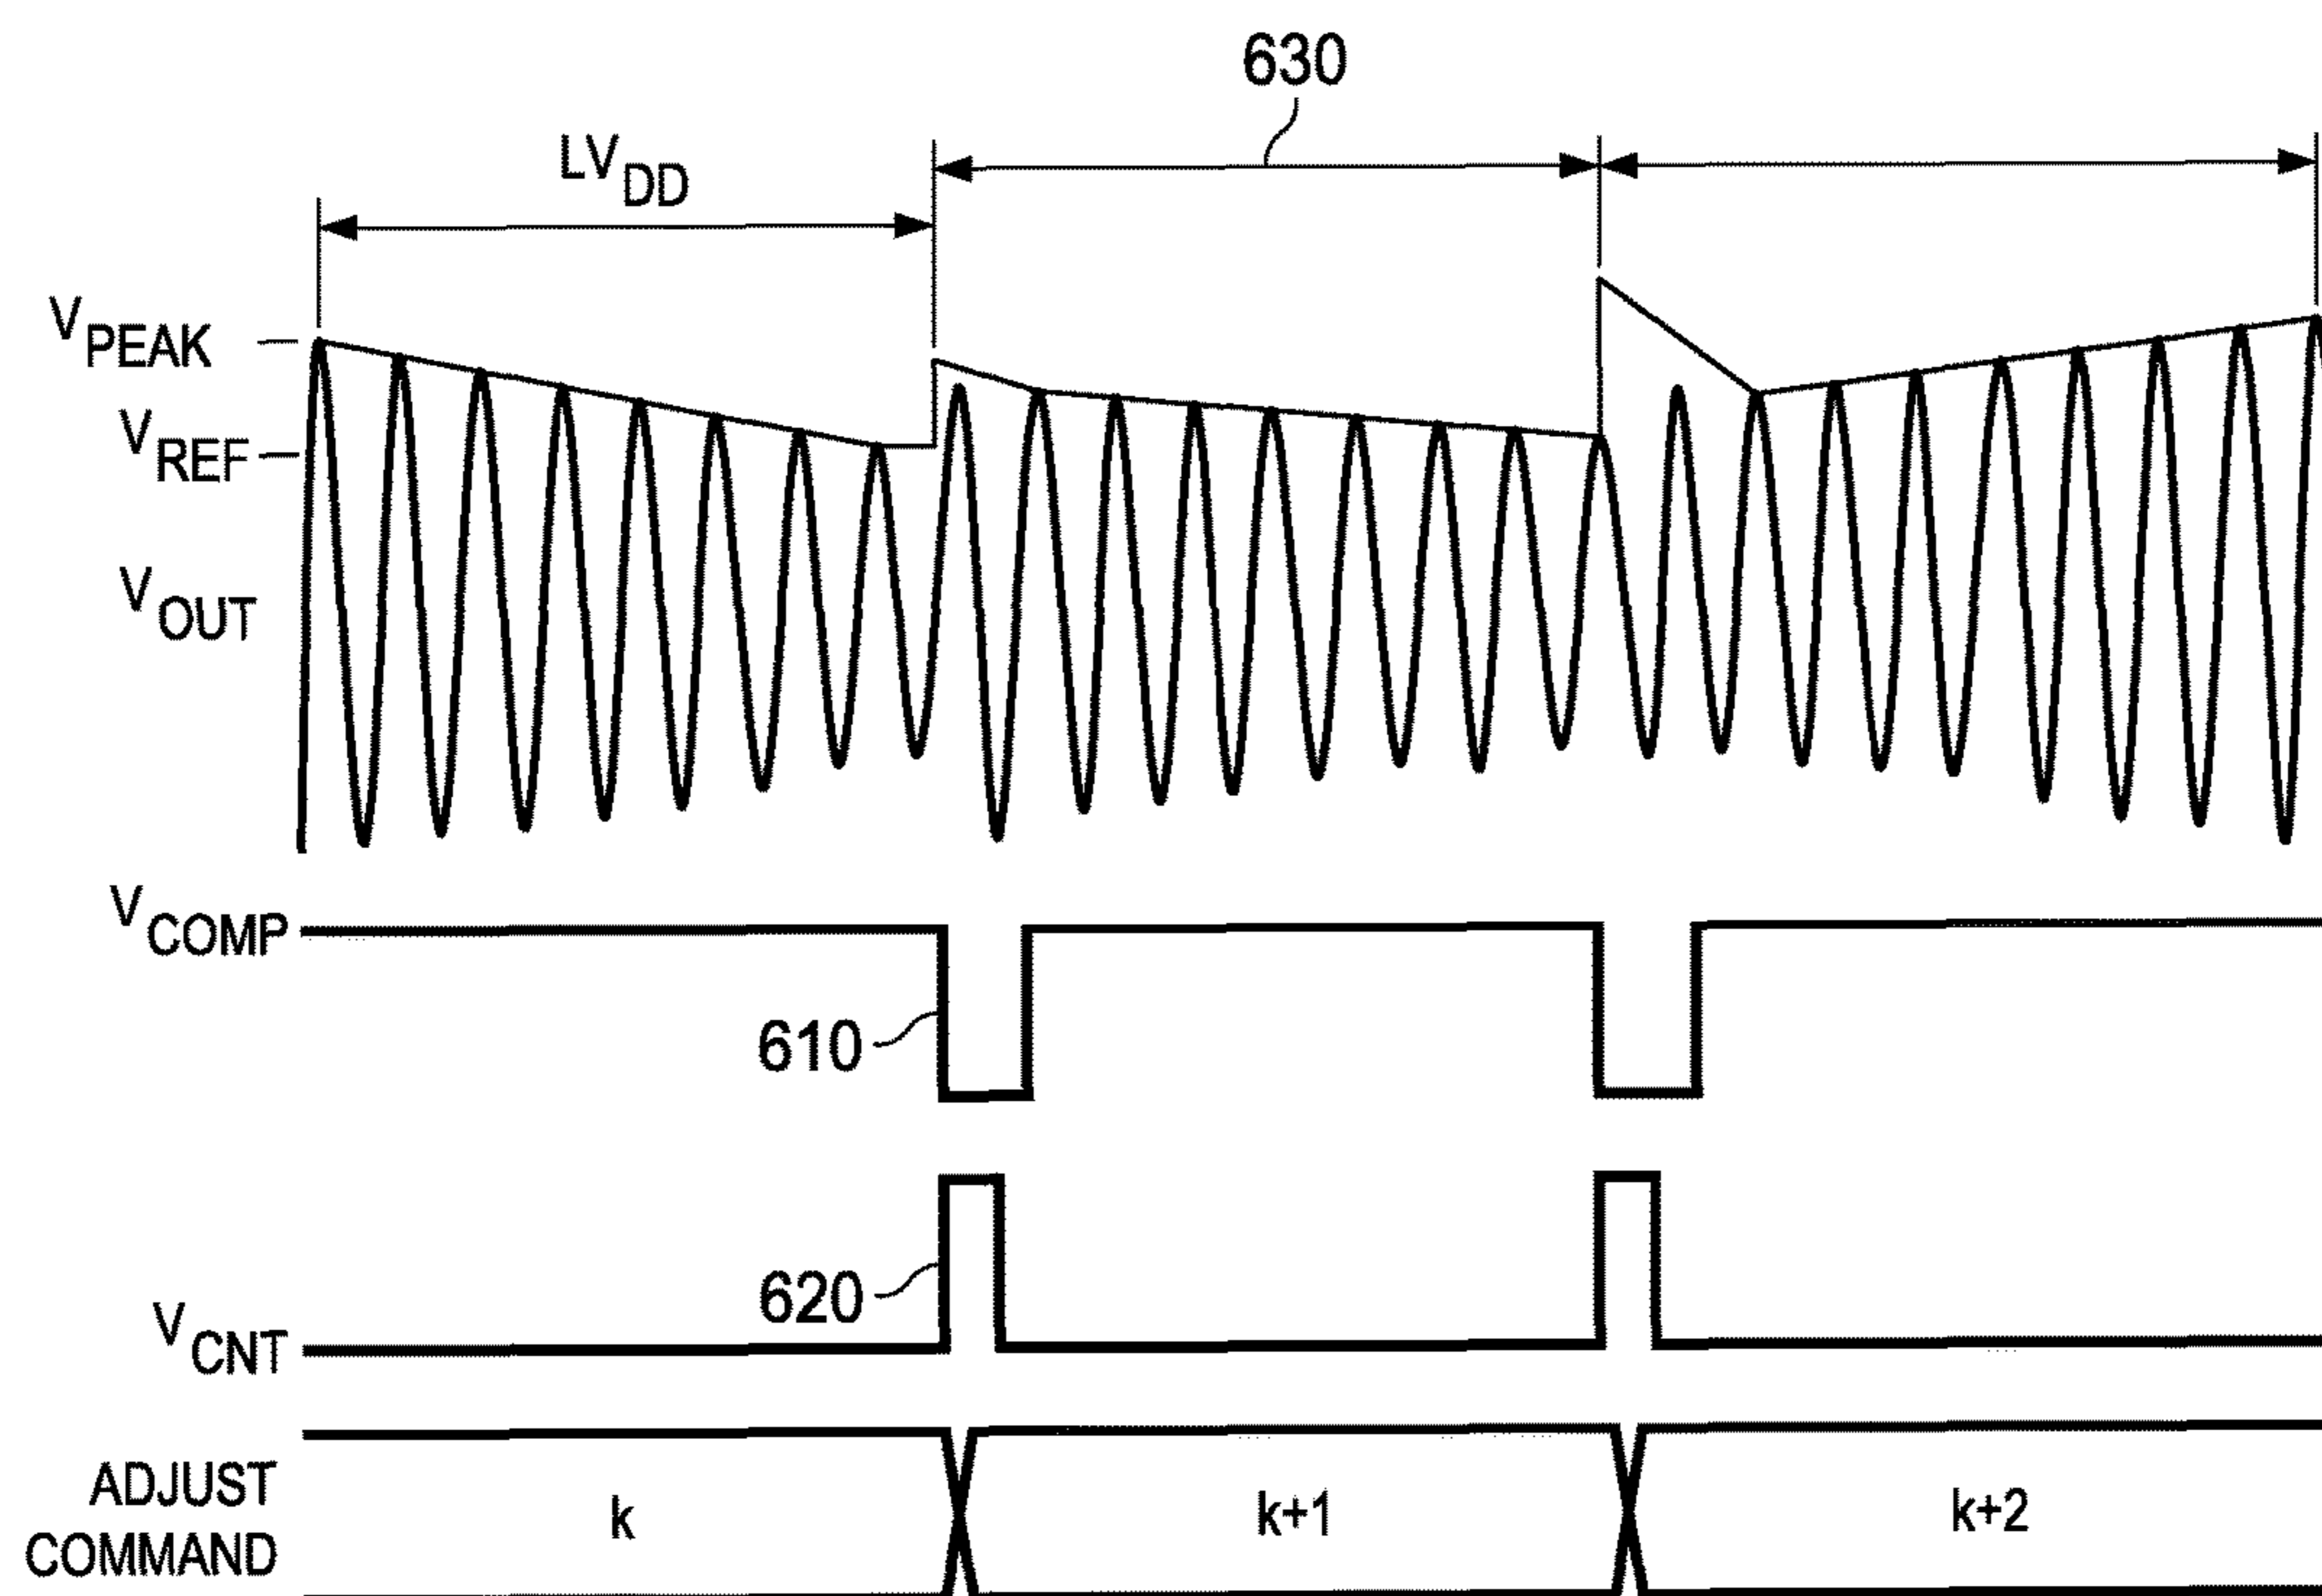 630
LVDD
VPEAK
VREF
VOUT
VCOMP
610
620
VCNT
ADJUST
COMMAND
k
k+1
k+2